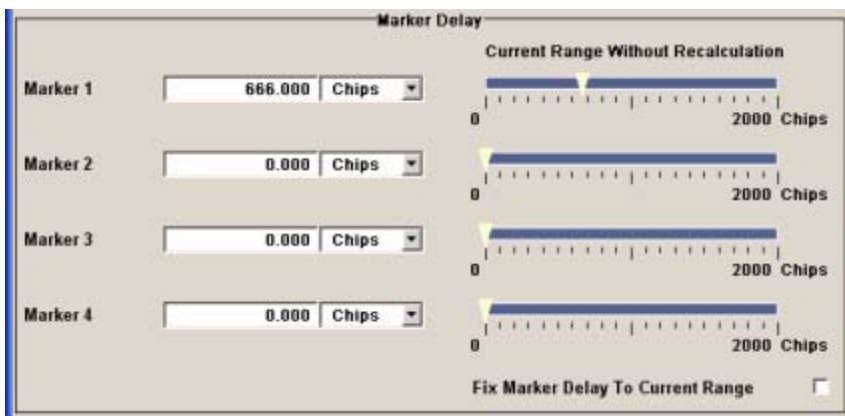 Marker Delay
Current Range Without Recalculation
Marker 1 666.000 Chips
0 2000 Chips
Marker 2 0.000 Chips
0 2000 Chips
Marker 3 0.000 Chips
0 2000 Chips
Marker 4 0.000 Chips
0 2000 Chips
Fix Marker Delay To Current Range